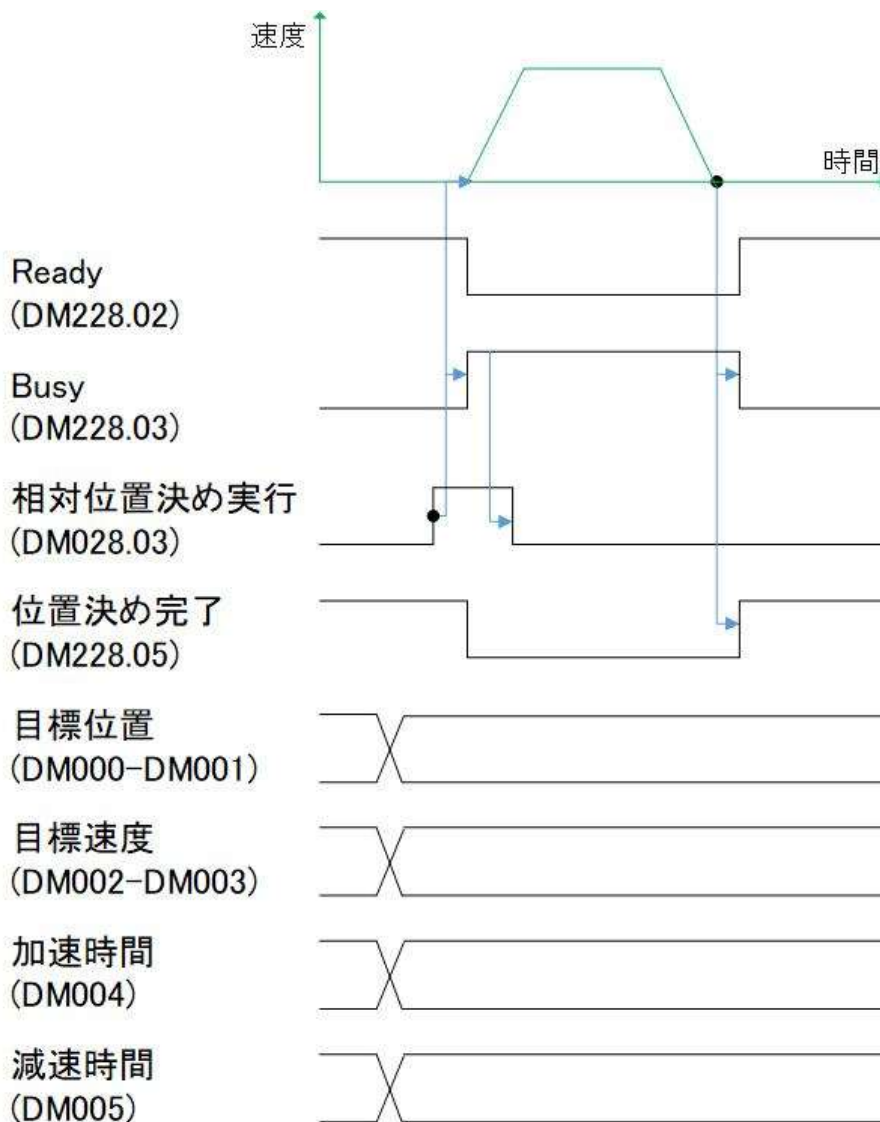 速度
時間
Ready
(DM228.02)
Busy
(DM228.03)
相対位置決め実行
(DM028.03)
位置決め完了
(DM228.05)
目標位置
(DM000-DM001)
目標速度
(DM002-DM003)
加速時間
(DM004)
減速時間
(DM005)